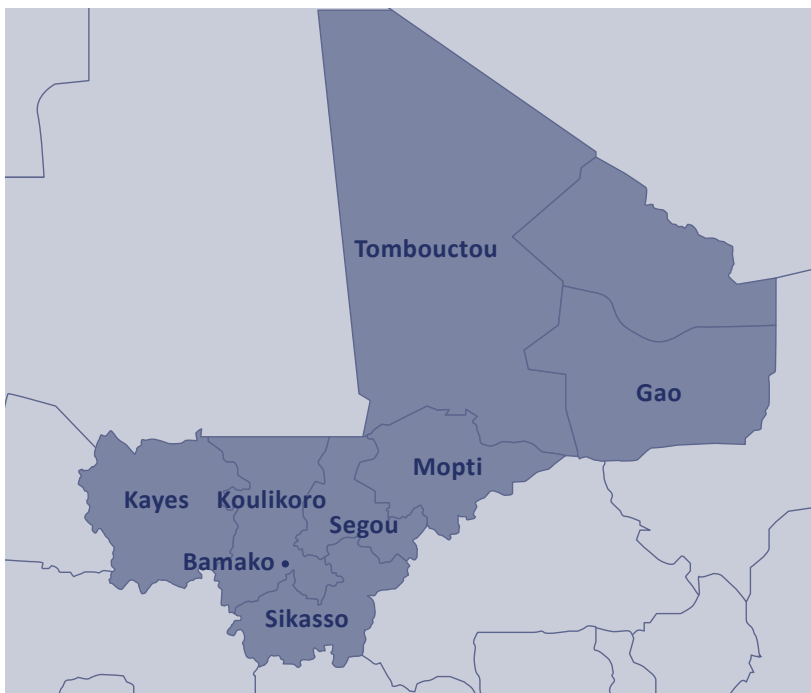 Tombouctou
Gao
Mopti
Kayes
Koulikoro
Segou
Bamako
Sikasso